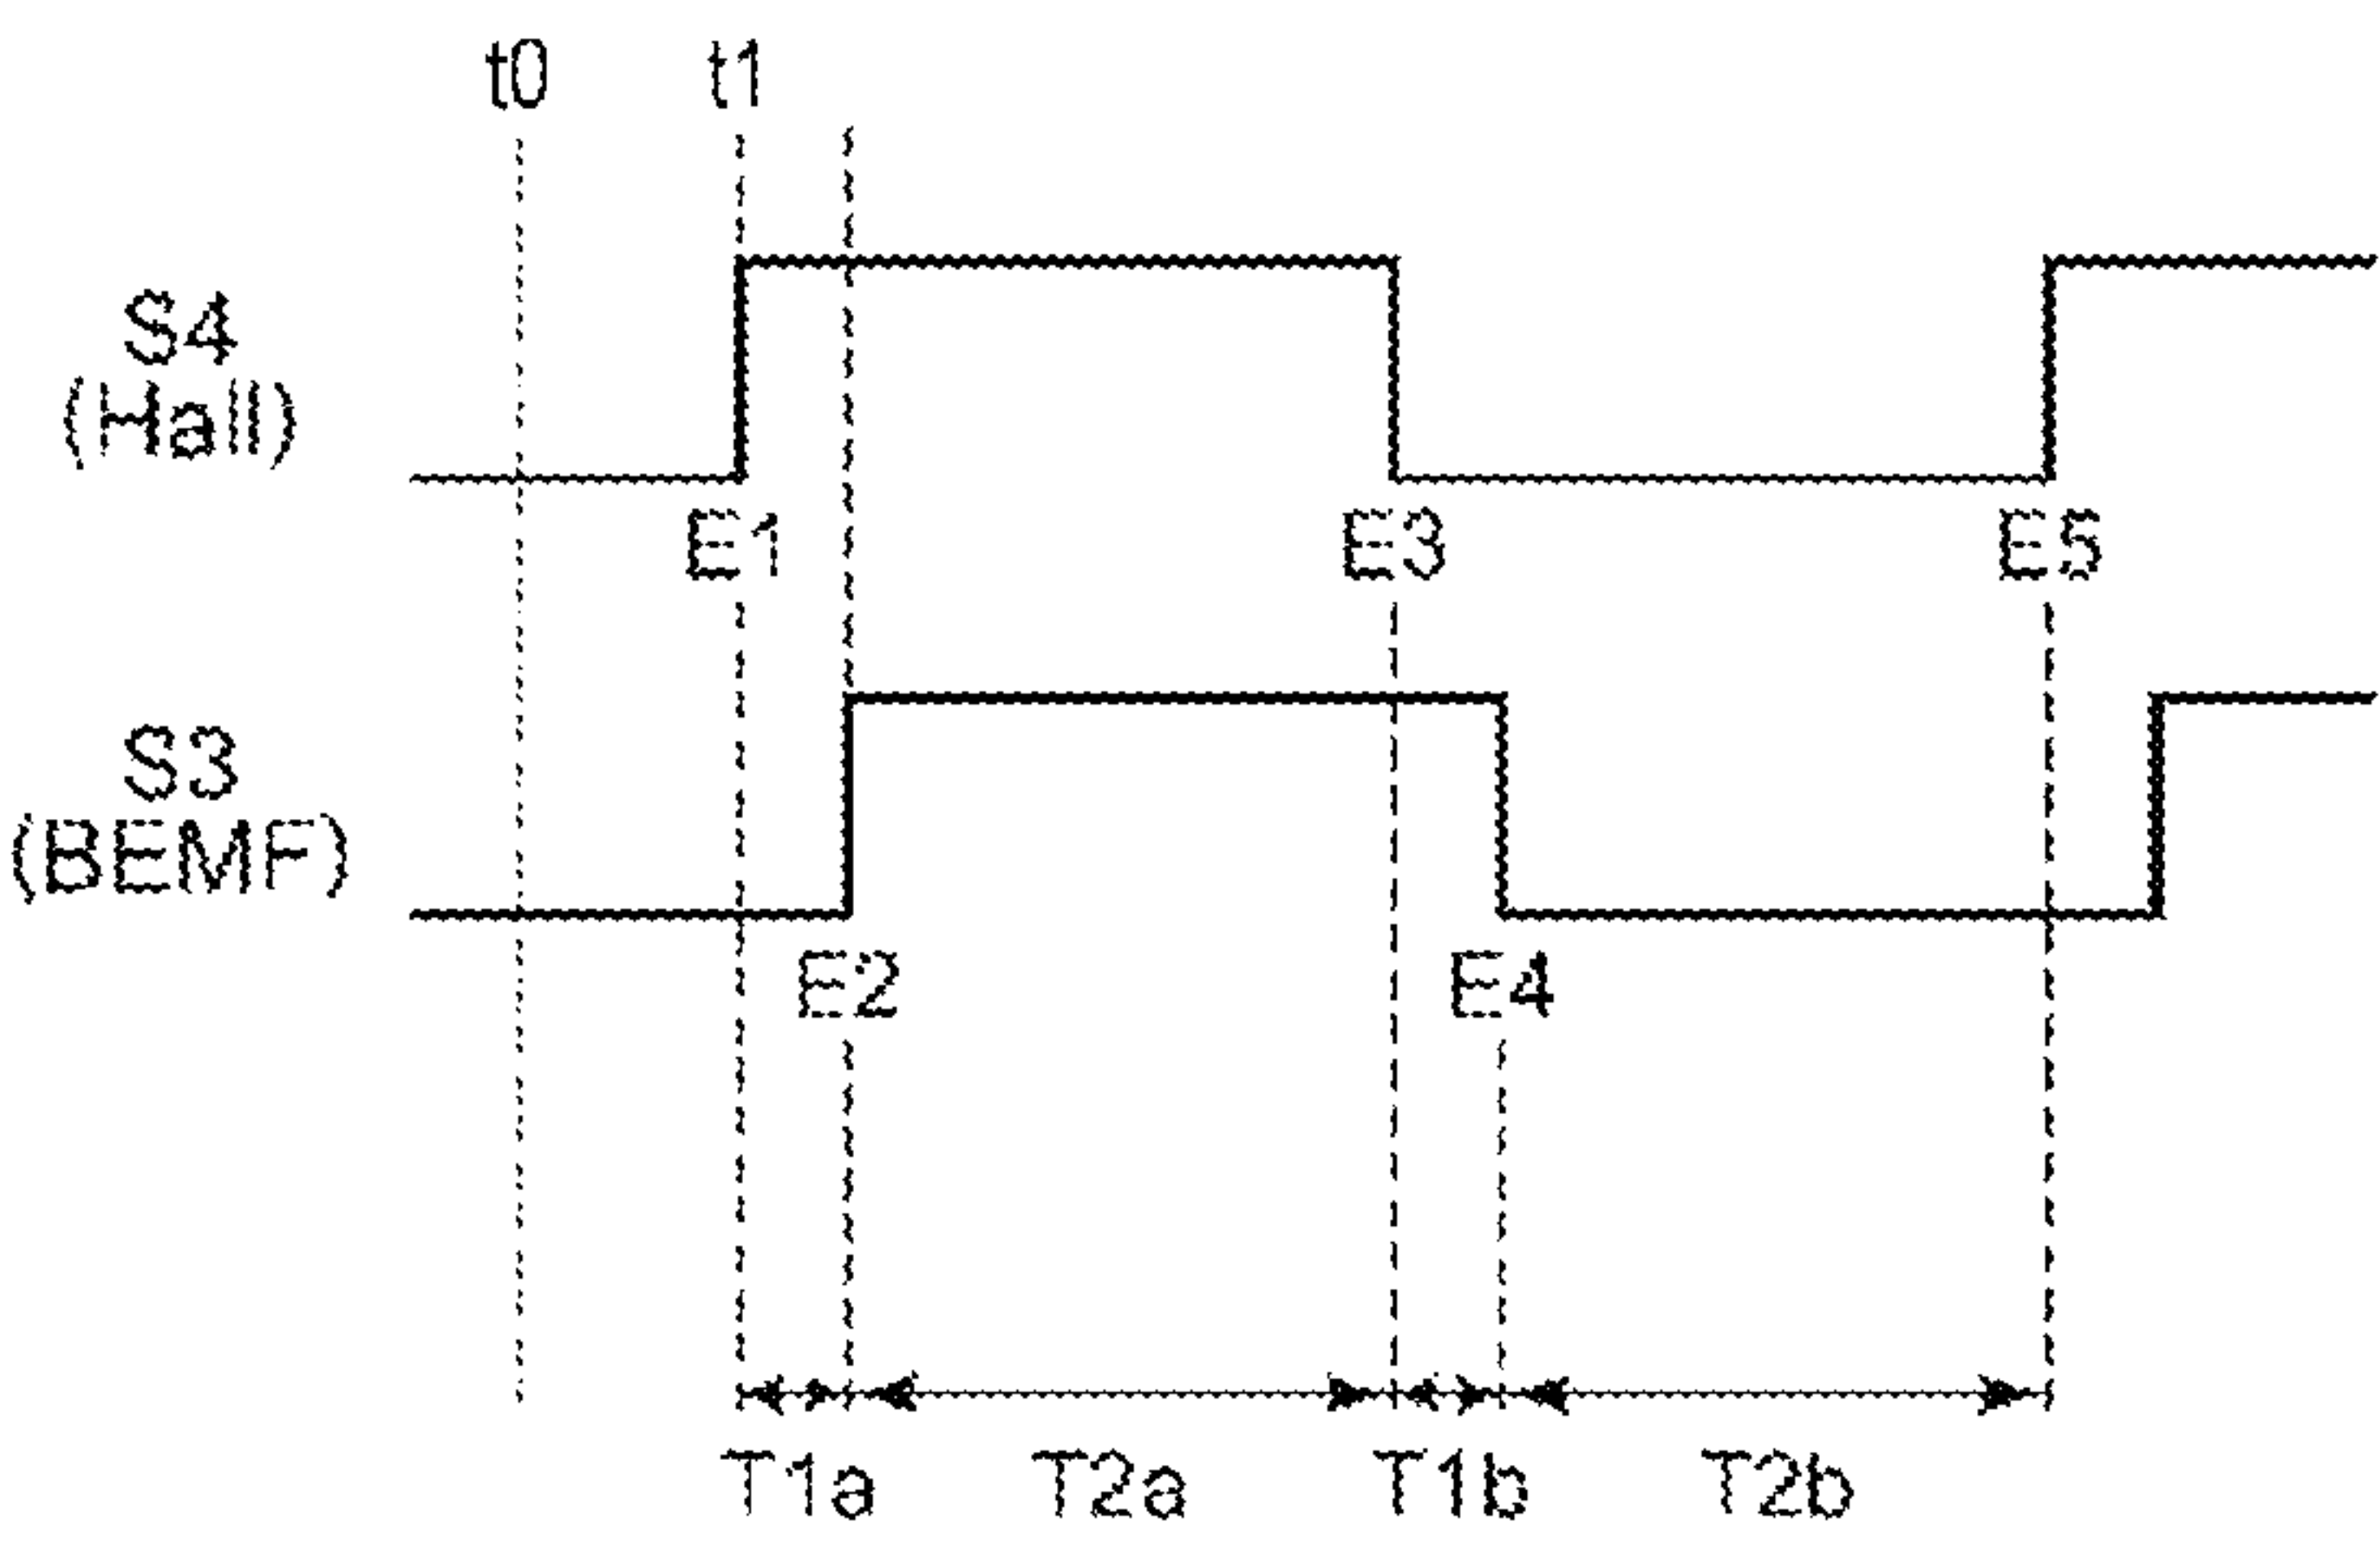 t0 t1
S4
(Hall)
E1 E3 E5
S3
(BEMF)
E2 E4
T1a T2a T1b T2b